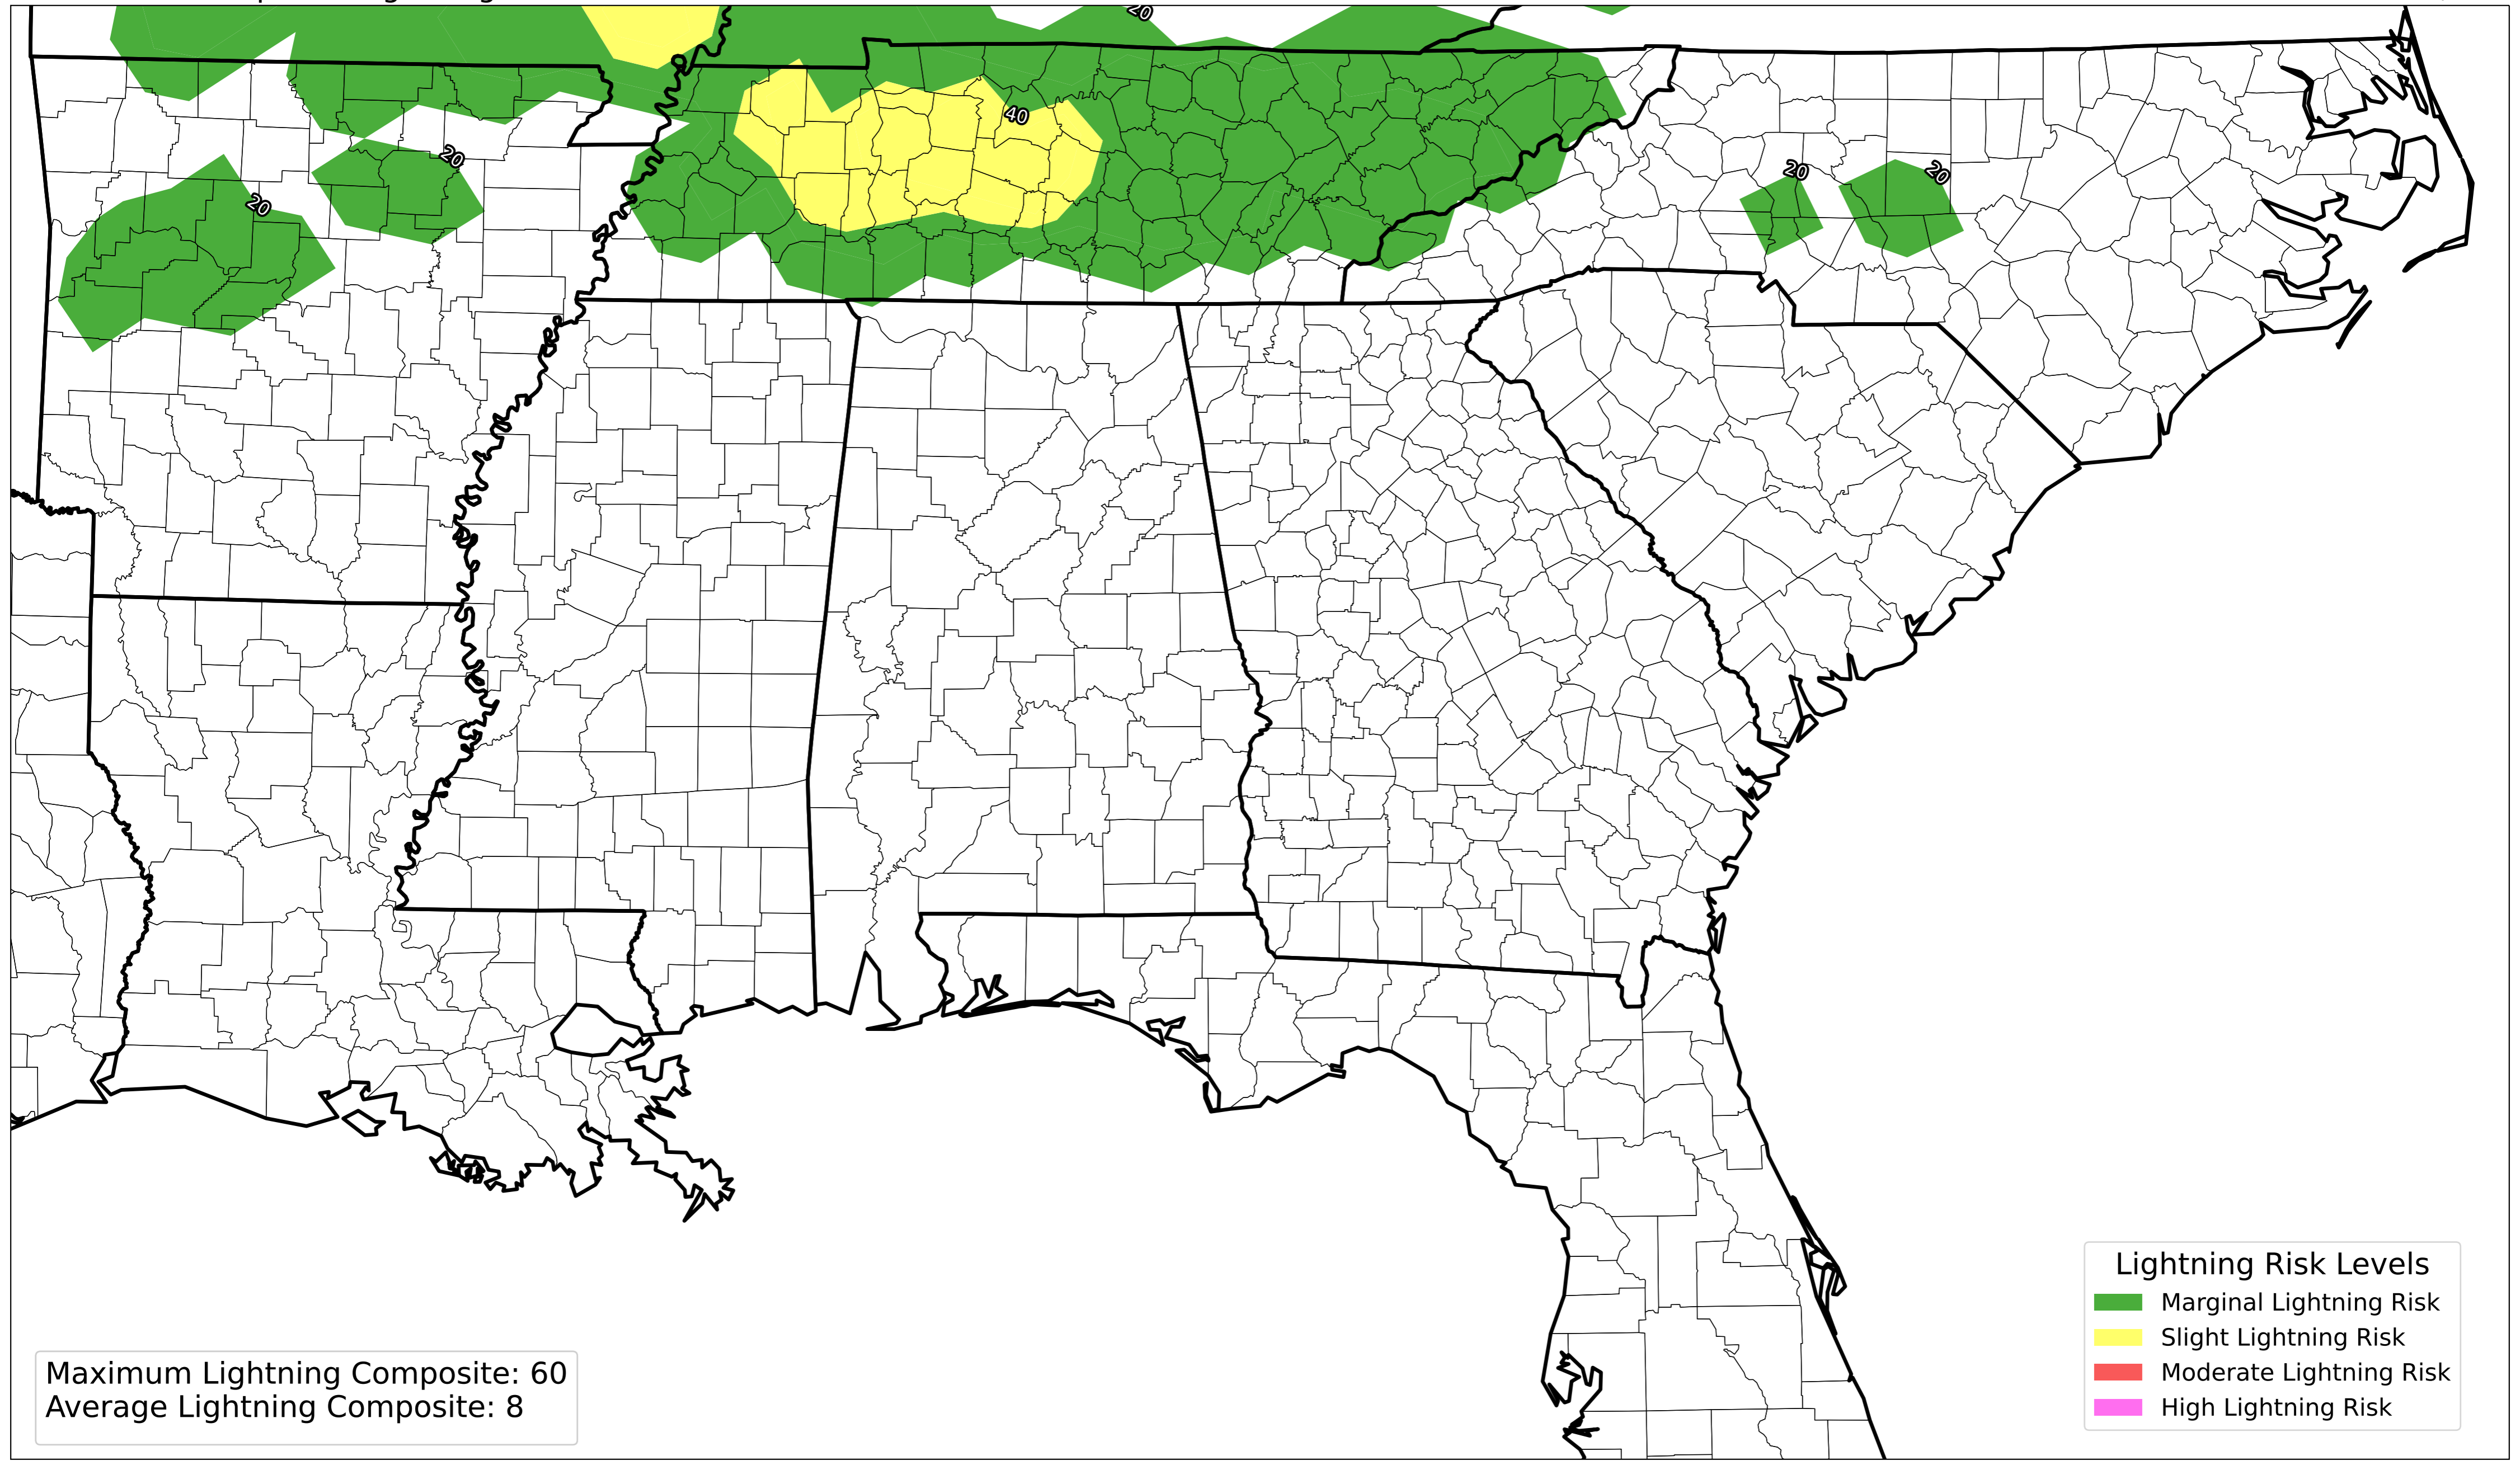 20
40
20
20
20
20
Lightning Risk Levels
Marginal Lightning Risk
Slight Lightning Risk
Moderate Lightning Risk
High Lightning Risk
Maximum Lightning Composite: 60
Average Lightning Composite: 8